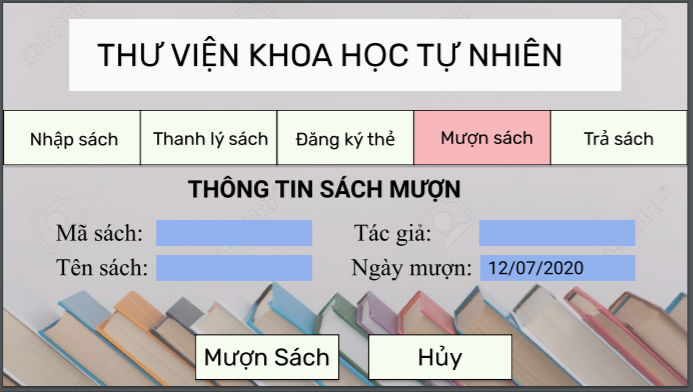 THƯ VIỆN KHOA HỌC TỰ NHIÊN
Nhập sách
Thanh lý sách
Đăng ký thẻ
Mượn sách
Trả sách
THÔNG TIN SÁCH MƯỢN
Mã sách:
Tác giả:
Tên sách:
Ngày mượn: 12/07/2020
Mượn Sách
Hủy